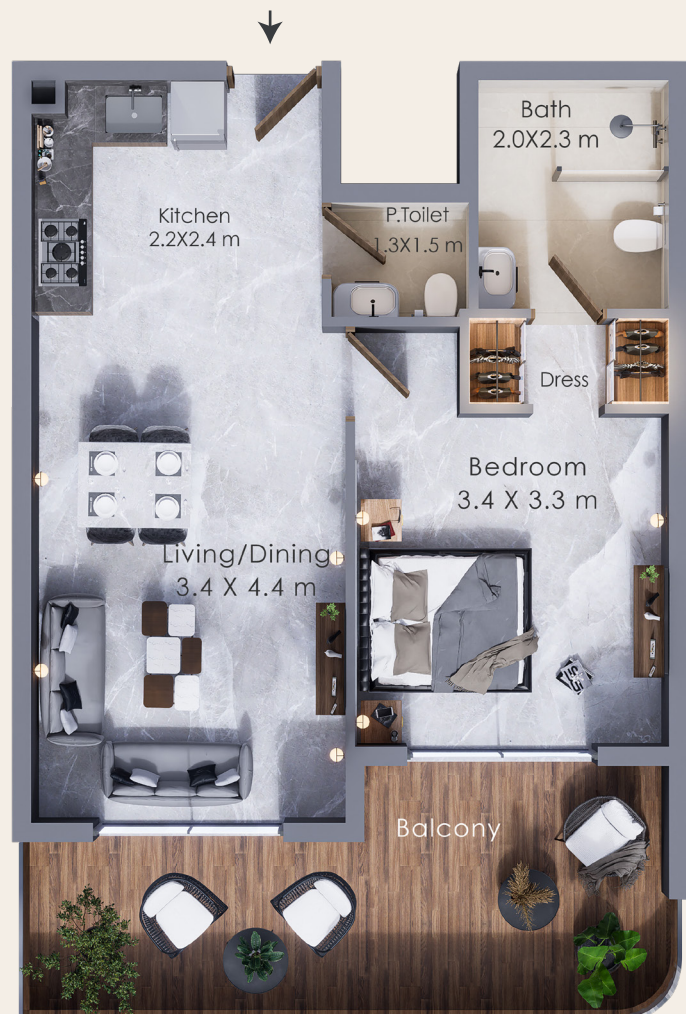 Bath
2.0X2.3 m
Kitchen
2.2X2.4 m
P.Toilet
1.3X1.5 m
Dress
Bedroom
3.4 X 3.3 m
Living/Dining
3.4 X 4.4 m
Balcony